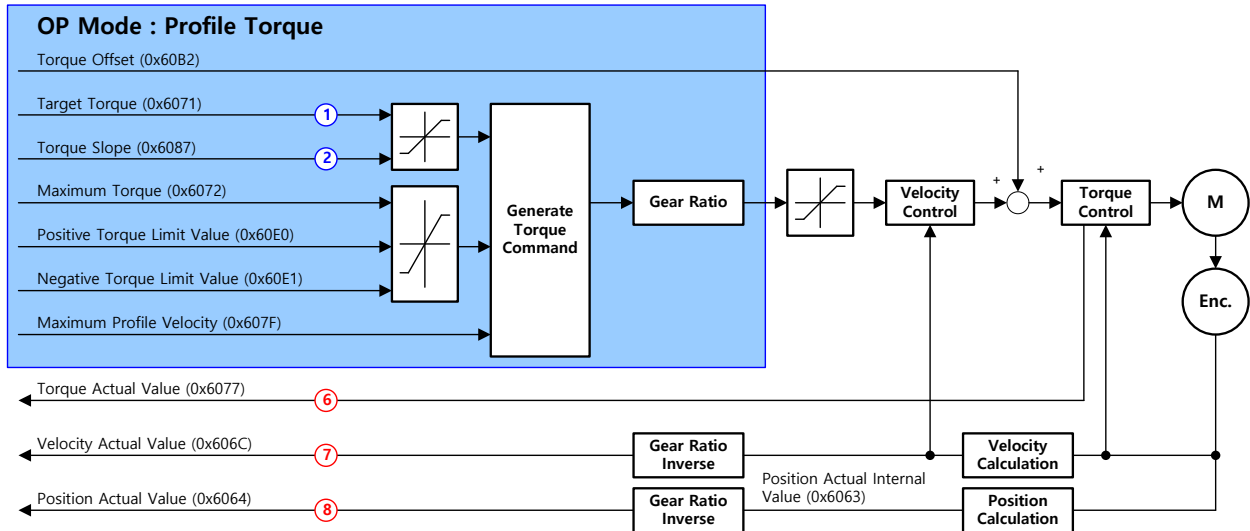 OP Mode : Profile Torque
Torque Offset (0x60B2)
Target Torque (0x6071)
1
Torque Slope (0x6087)
2
Maximum Torque (0x6072)
Positive Torque Limit Value (0x60E0)
Negative Torque Limit Value (0x60E1)
Maximum Profile Velocity (0x607F)
Generate
Torque
Command
Gear Ratio
Velocity
Control
+
+
Torque
Control
M
Enc.
Torque Actual Value (0x6077)
6
Velocity Actual Value (0x606C)
7
Gear Ratio
Inverse
Velocity
Calculation
Position Actual Value (0x6064)
8
Gear Ratio
Inverse
Position Actual Internal
Value (0x6063)
Position
Calculation